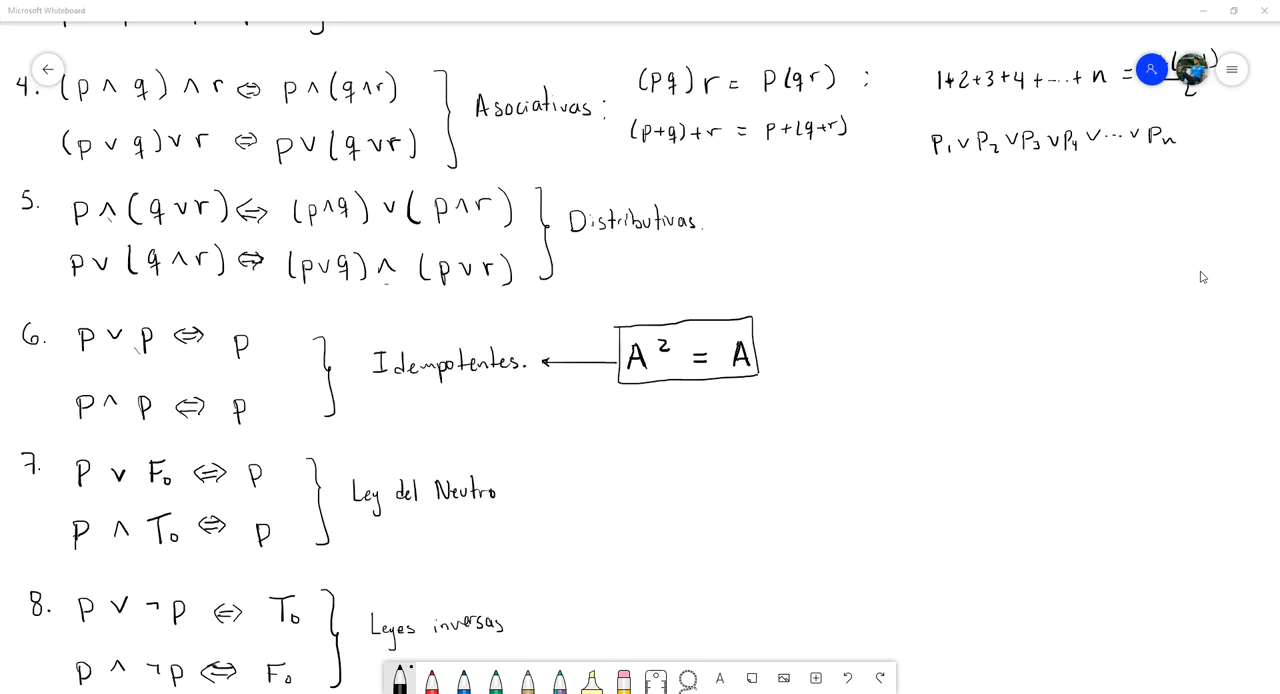 Microsoft Whiteboard
4. (p ∧ q) ∧ r ⇔ p ∧ (q ∧ r)
(p ∨ q) ∨ r ⇔ p ∨ (q ∨ r)
Asociativas:
(pq)r = p(qr) :
(p+q)+r = p+(q+r)
1+2+3+4+...+n =
2
P₁ ∨ P₂ ∨ P₃ ∨ P₄ ∨ ... ∨ Pn
5. p ∧ (q ∨ r) ⇔ (p ∧ q) ∨ (p ∧ r)
p ∨ (q ∧ r) ⇔ (p ∨ q) ∧ (p ∨ r)
Distributivas.
6. p ∨ p ⇔ p
p ∧ p ⇔ p
Idempotentes. ← A² = A
7. p ∨ F₀ ⇔ p
p ∧ T₀ ⇔ p
Ley del Neutro
8. p ∨ ¬p ⇔ T₀
p ∧ ¬p ⇔ F₀
Leyes inversas